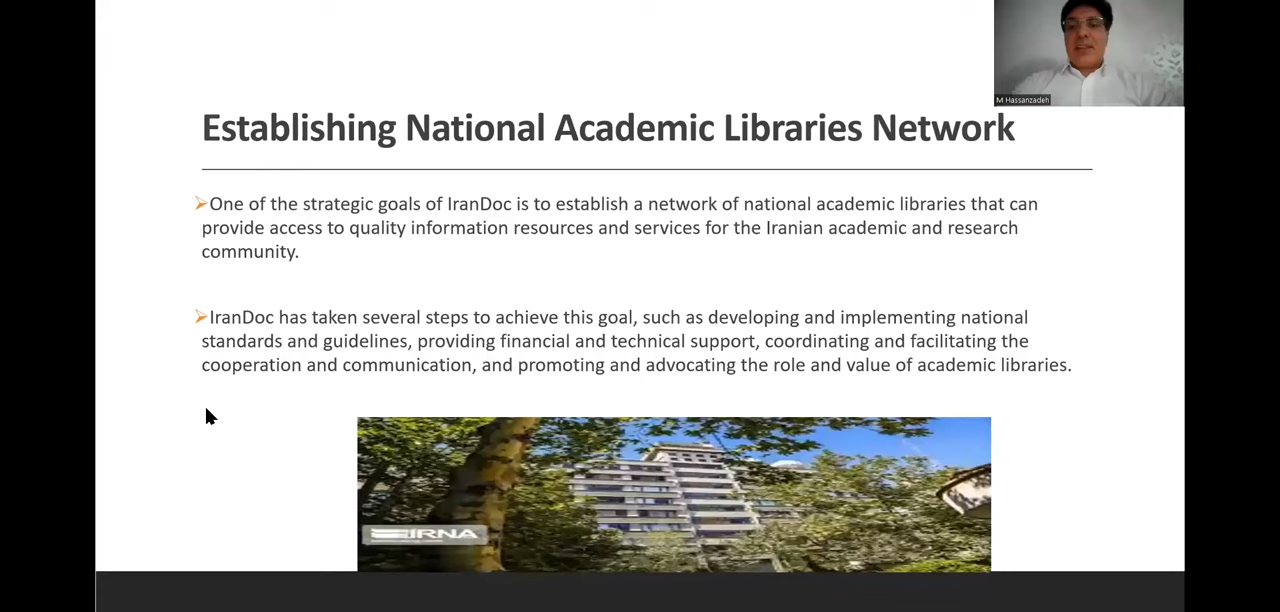 M Hassanzadeh
Establishing National Academic Libraries Network
➢One of the strategic goals of IranDoc is to establish a network of national academic libraries that can
provide access to quality information resources and services for the Iranian academic and research
community.
➢IranDoc has taken several steps to achieve this goal, such as developing and implementing national
standards and guidelines, providing financial and technical support, coordinating and facilitating the
cooperation and communication, and promoting and advocating the role and value of academic libraries.
IRNA